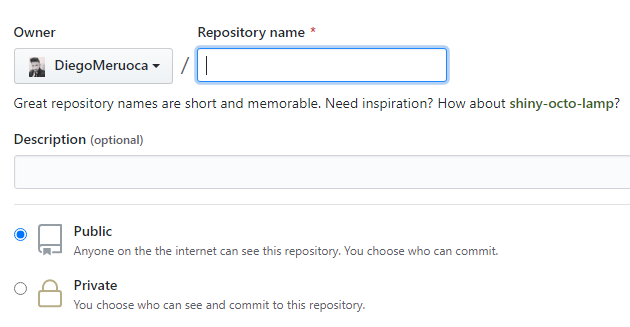 Owner
Repository name *
DiegoMeruoca
/
Great repository names are short and memorable. Need inspiration? How about shiny-octo-lamp?
Description (optional)
Public
Anyone on the the internet can see this repository. You choose who can commit.
Private
You choose who can see and commit to this repository.